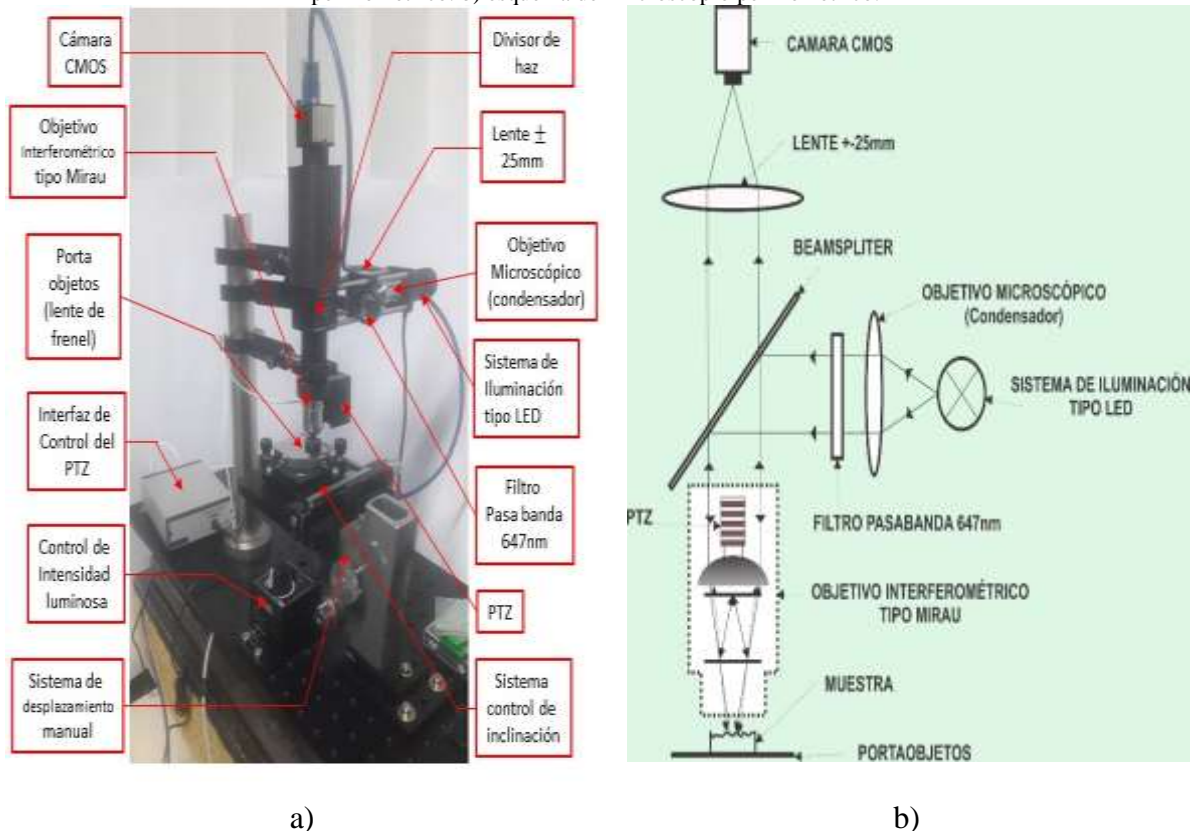 Cámara
CMOS
Objetivo
Interferométrico
tipo Mirau
Porta
objetos
(lente de
frenel)
Interfaz de
Control del
PTZ
Control de
Intensidad
luminosa
Sistema de
desplazamiento
manual
Divisor de
haz
Lente ±
25mm
Objetivo
Microscópico
(condensador)
Sistema de
Iluminación
tipo LED
Filtro
Pasa banda
647nm
PTZ
Sistema
control de
inclinación
a)
CAMARA CMOS
LENTE +-25mm
BEAMSPLITER
OBJETIVO MICROSCÓPICO
(Condensador)
SISTEMA DE ILUMINACIÓN
TIPO LED
PTZ
FILTRO PASABANDA 647nm
OBJETIVO INTERFEROMÉTRICO
TIPO MIRAU
MUESTRA
PORTAOBJETOS
b)